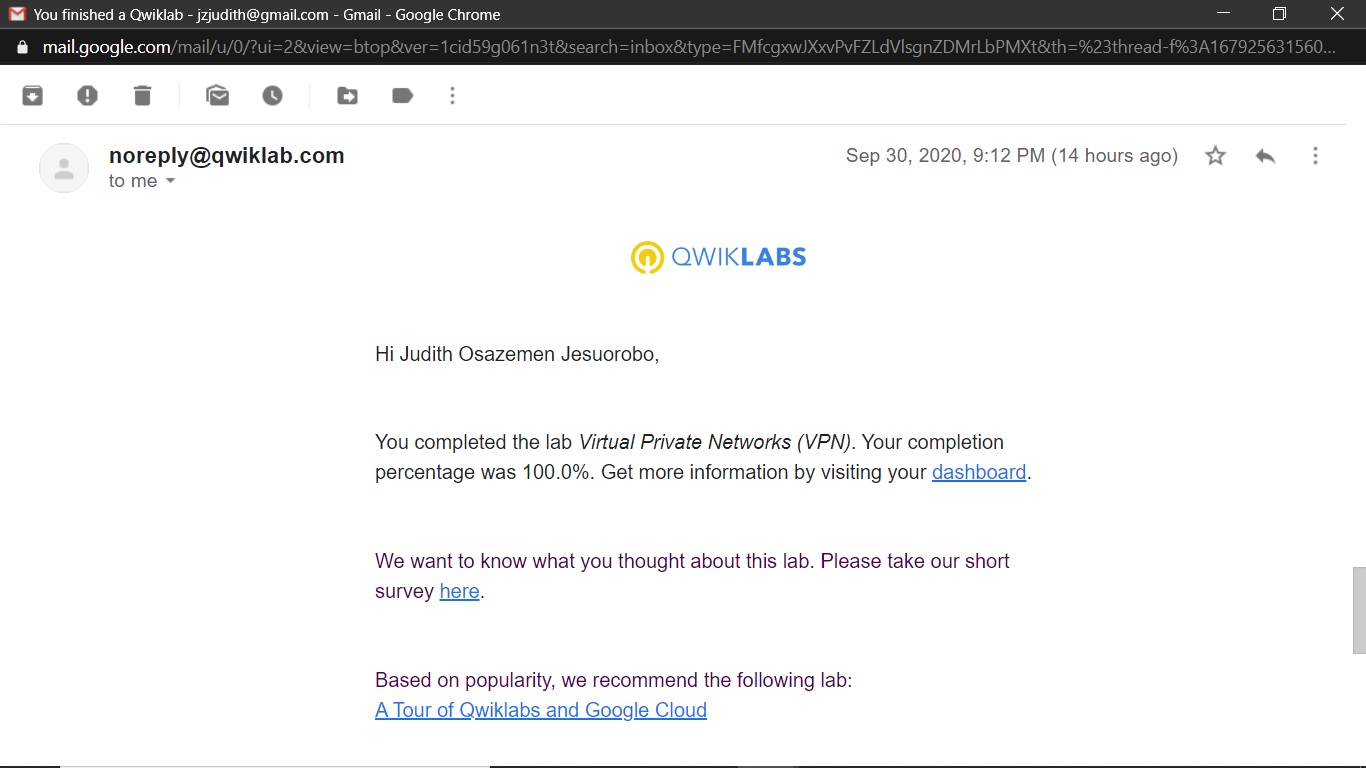 You finished a Qwiklab - jzjudith@gmail.com - Gmail - Google Chrome
mail.google.com/mail/u/0/?ui=2&view=btop&ver=1cid59g061n3t&search=inbox&type=FMfcgxwJXxvPvFZLdVlsgnZDMrLbPMXt&th=%23thread-f%3A167925631560...
noreply@qwiklab.com
Sep 30, 2020, 9:12 PM (14 hours ago)
to me
QWIKLABS
Hi Judith Osazemen Jesuorobo,
You completed the lab Virtual Private Networks (VPN). Your completion
percentage was 100.0%. Get more information by visiting your dashboard.
We want to know what you thought about this lab. Please take our short
survey here.
Based on popularity, we recommend the following lab:
A Tour of Qwiklabs and Google Cloud